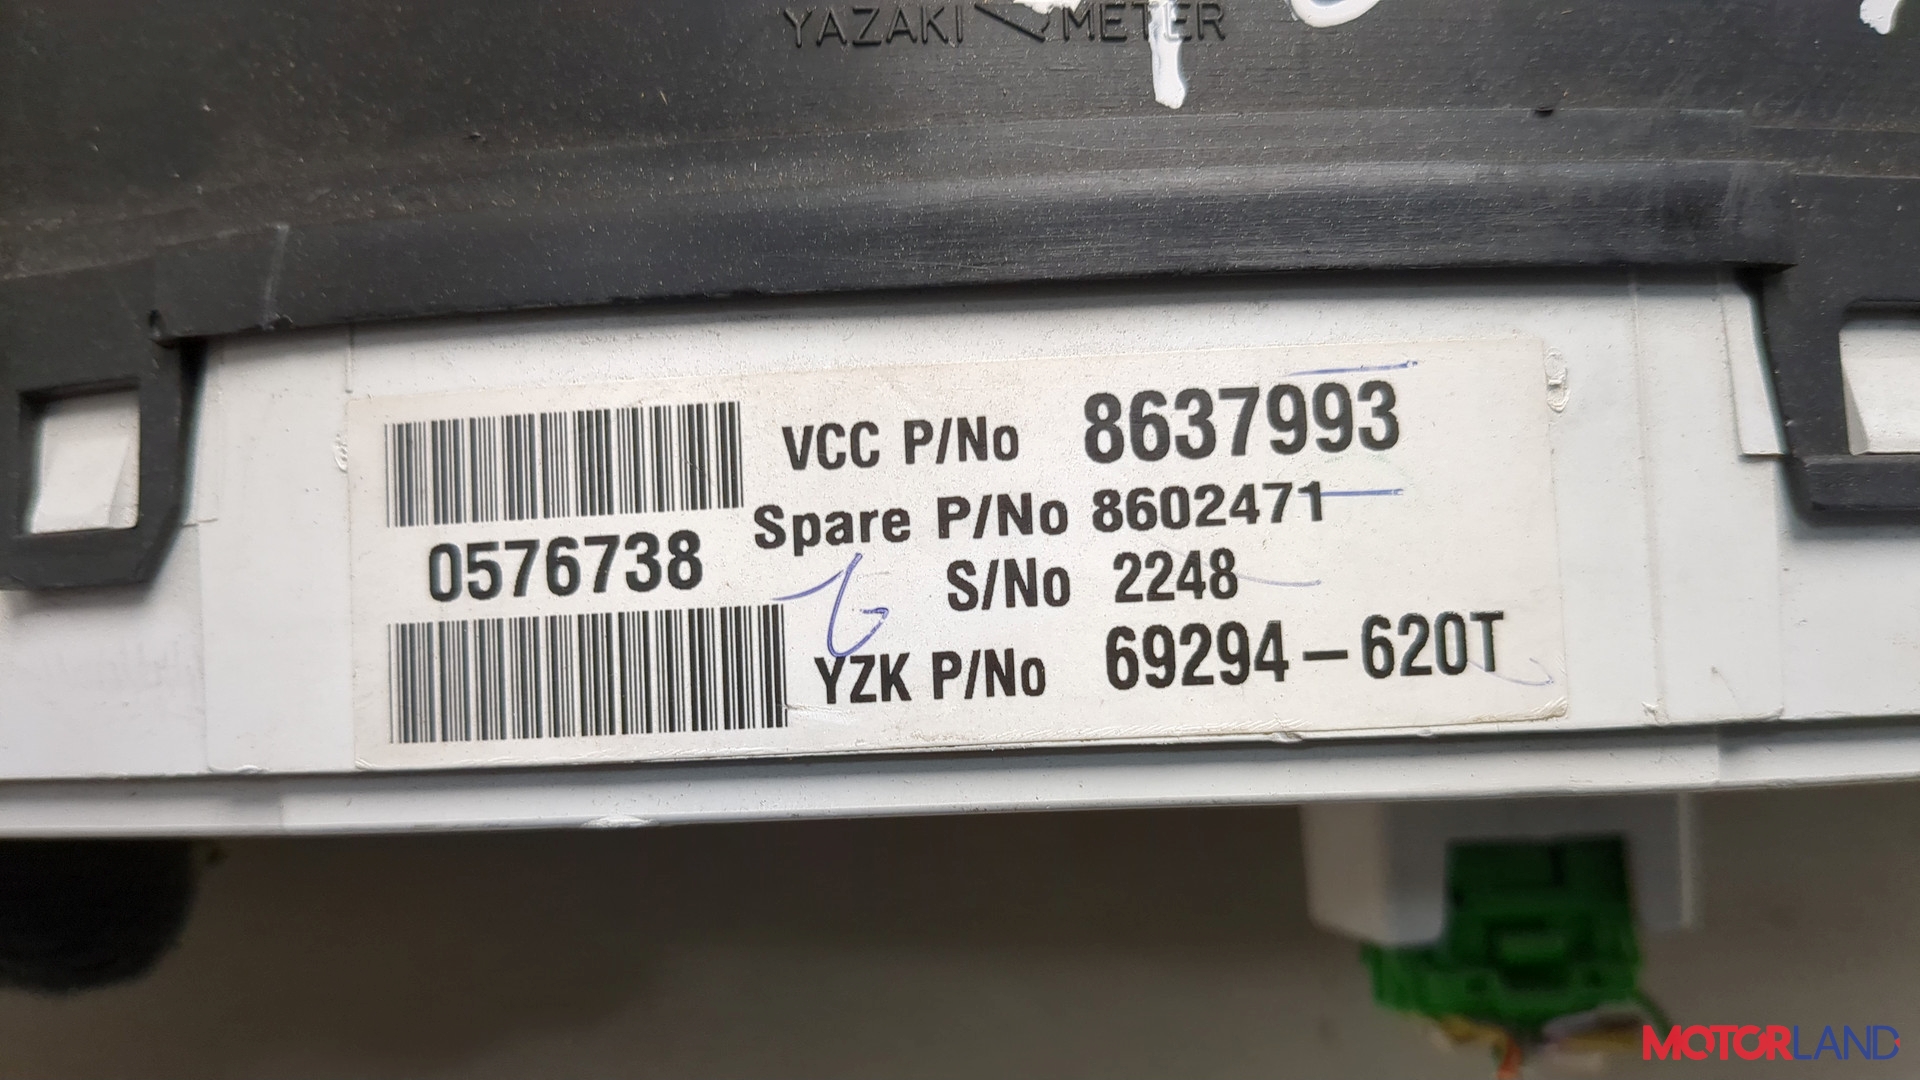 YAZAKI METER
VCC P/No 8637993
Spare P/No 8602471
0576738
S/No 2248
YZK P/No 69294-620T
MOTORLAND